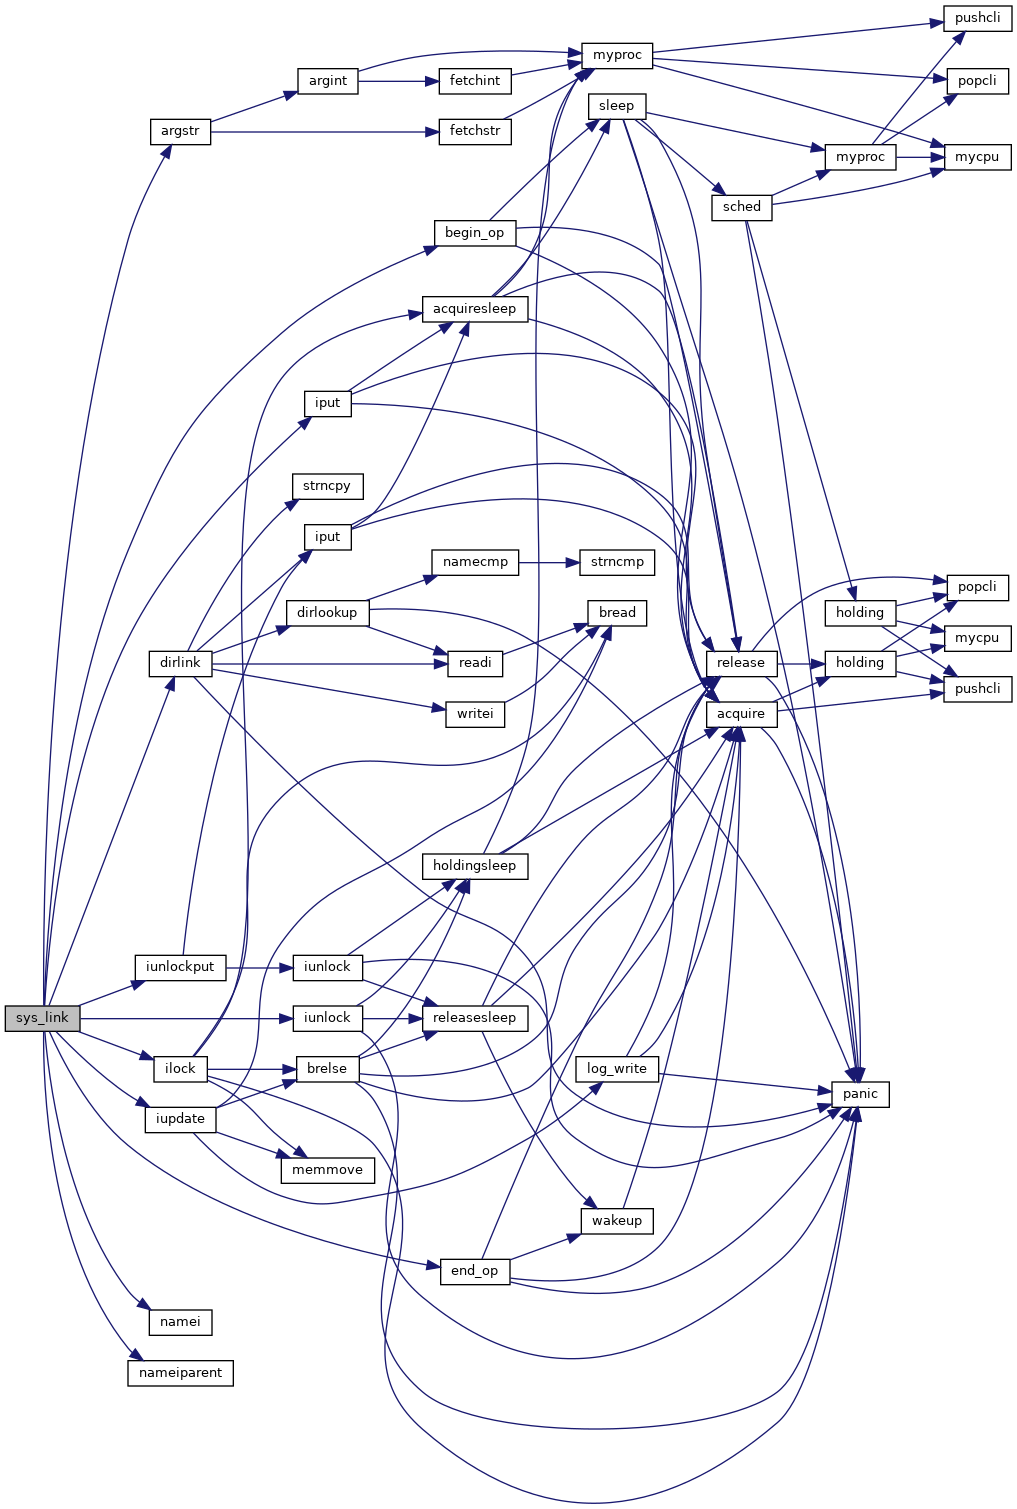 pushcli
myproc
argint
fetchint
popcli
sleep
argstr
fetchstr
myproc
mycpu
sched
begin_op
acquiresleep
iput
strncpy
iput
namecmp
strncmp
popcli
dirlookup
bread
holding
mycpu
dirlink
readi
release
holding
pushcli
writei
acquire
holdingsleep
iunlockput
iunlock
sys_link
iunlock
releasesleep
ilock
brelse
log_write
panic
iupdate
memmove
wakeup
end_op
namei
nameiparent